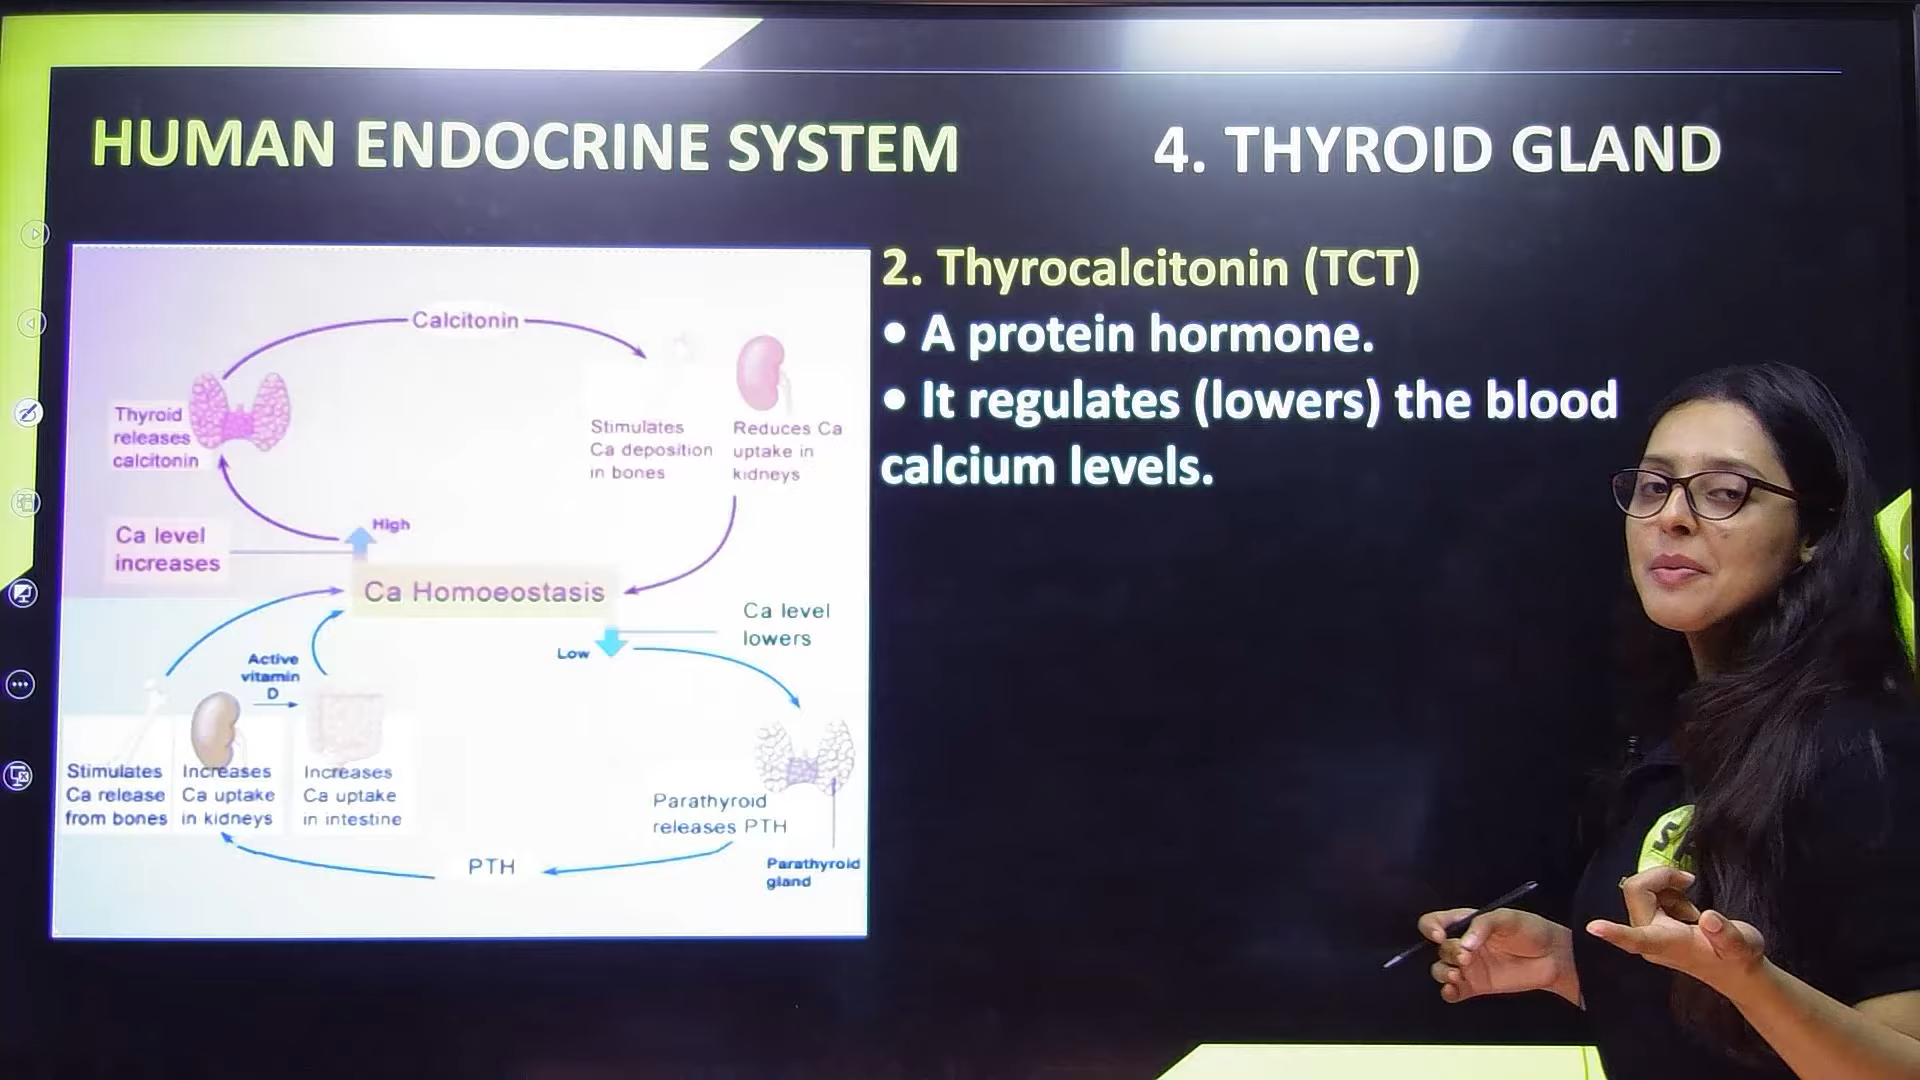 HUMAN ENDOCRINE SYSTEM
4. THYROID GLAND
2. Thyrocalcitonin (TCT)
• A protein hormone.
• It regulates (lowers) the blood
calcium levels.
Calcitonin
Thyroid
releases
calcitonin
Stimulates
Ca deposition
in bones
Reduces Ca
uptake in
kidneys
High
Ca level
increases
Ca Homoeostasis
Ca level
lowers
Low
Active
vitamin
D
Stimulates
Ca release
from bones
Increases
Ca uptake
in kidneys
Increases
Ca uptake
in intestine
Parathyroid
releases PTH
PTH
Parathyroid
gland